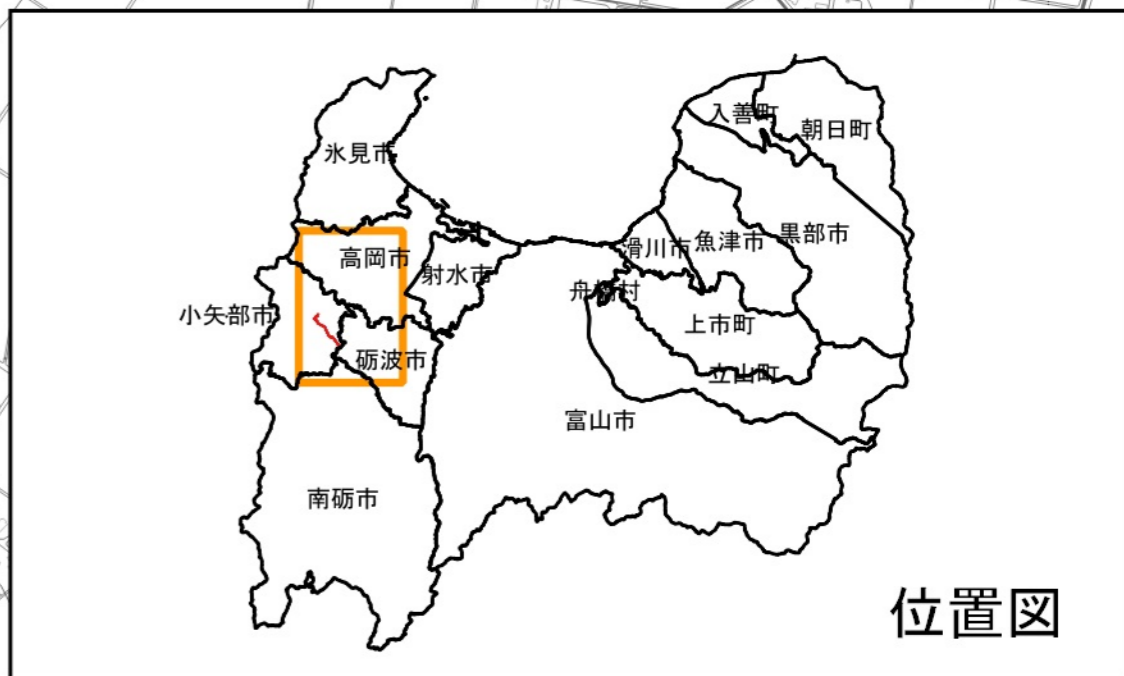 入善町
朝日町
氷見市
黒部市
魚津市
滑川市
高岡市
射水市
舟橋村
小矢部市
上市町
砺波市
立山町
富山市
南砺市
位置図